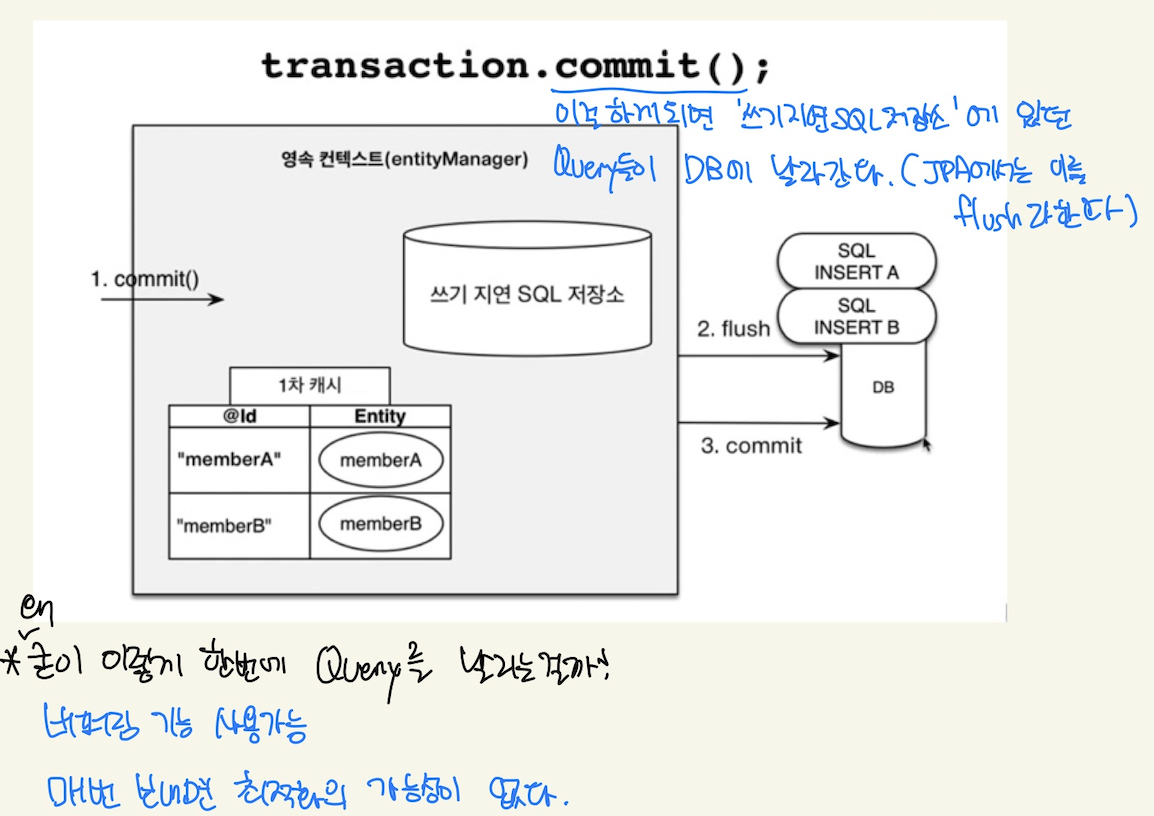 transaction.commit();
이걸 하게되면 '쓰기지연SQL저장소'에 있던
영속 컨텍스트(entityManager)
Query들이 DB에 날라간다. (JPA에서는 이를
flush라한다)
1. commit()
쓰기 지연 SQL 저장소
SQL
INSERT A
SQL
INSERT B
2. flush
DB
3. commit
1차 캐시
@Id Entity
"memberA" memberA
"memberB" memberB
*굳이 이렇게 한번에 Query를 날리는걸까?
버퍼링 기능 사용가능
매번 보내면 최적화의 가능성이 없다.